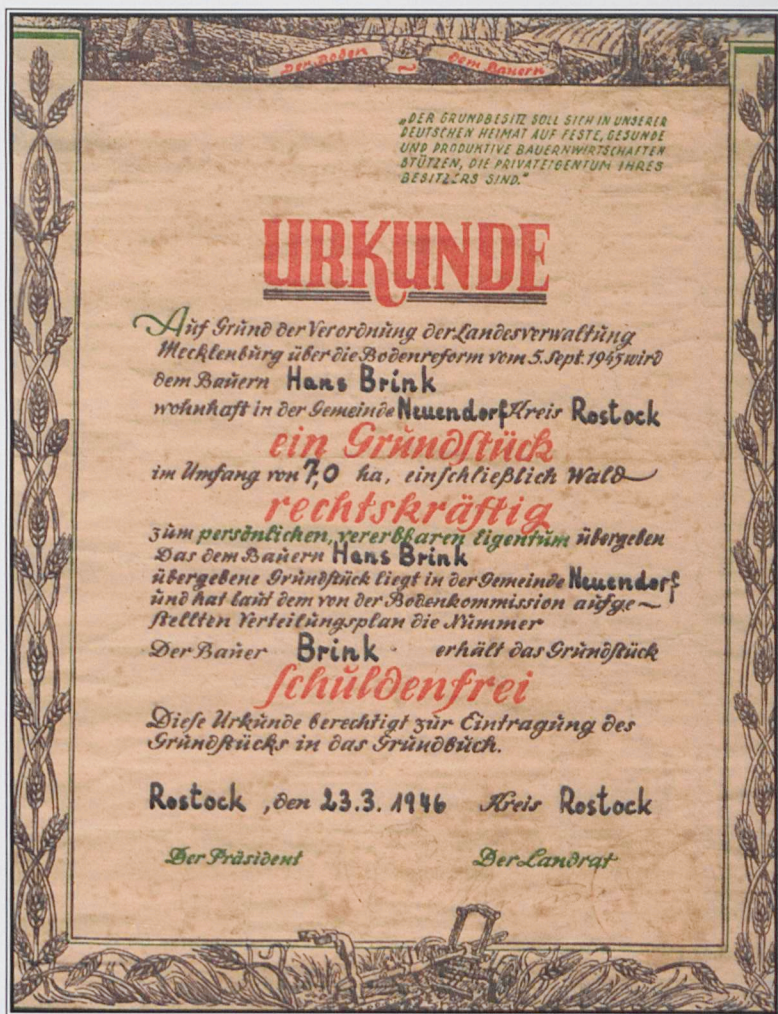 Der Boden ~ dem Bauern
„DER GRUNDBESITZ SOLL SICH IN UNSERER
DEUTSCHEN HEIMAT AUF FESTE, GESUNDE
UND PRODUKTIVE BAUERNWIRTSCHAFTEN
STÜTZEN, DIE PRIVATEIGENTUM IHRES
BESITZERS SIND."
URKUNDE
Auf Grund der Verordnung der Landesverwaltung
Mecklenburg über die Bodenreform vom 5. Sept. 1945 wird
dem Bauern Hans Brink
wohnhaft in der Gemeinde Neuendorf Kreis Rostock
ein Grundstück
im Umfang von 7,0 ha, einschließlich Wald
rechtskräftig
zum persönlichen, vererbbaren Eigentum übergeben
Das dem Bauern Hans Brink
übergebene Grundstück liegt in der Gemeinde Neuendorf
und hat laut dem von der Bodenkommission aufge~
stellten Verteilungsplan die Nummer
Der Bauer Brink erhält das Grundstück
schuldenfrei
Diese Urkunde berechtigt zur Eintragung des
Grundstücks in das Grundbuch.
Rostock, den 23.3. 1946 Kreis Rostock
Der Präsident Der Landrat